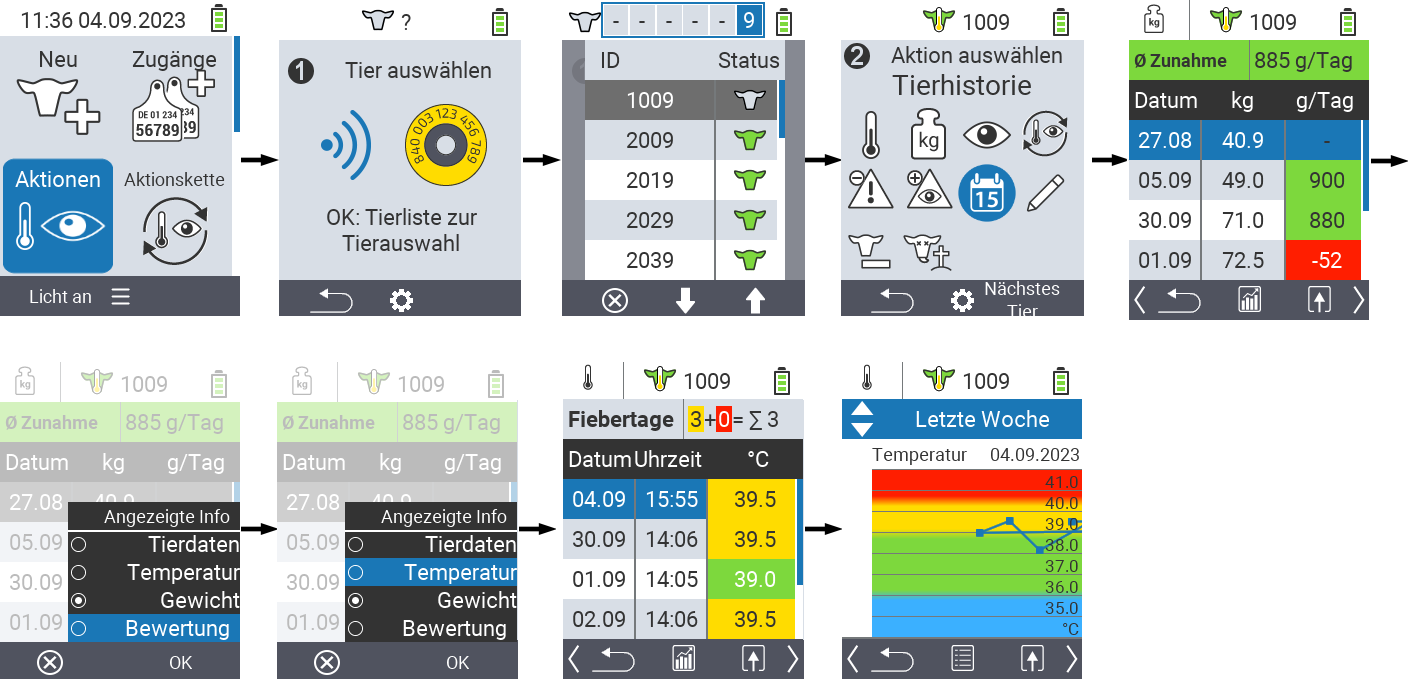 11:36 04.09.2023
Neu
Zugänge
DE 01 234
56789
234
89
Aktionen
Aktionskette
Licht an
?
1
Tier auswählen
840 003 123 456 789
OK: Tierliste zur
Tierauswahl
- - - - - 9
ID Status
1009
2009
2019
2029
2039
1009
2 Aktion auswählen
Tierhistorie
kg
15
Nächstes
Tier
kg 1009
Ø Zunahme 885 g/Tag
Datum kg g/Tag
27.08 40.9 -
05.09 49.0 900
30.09 71.0 880
01.09 72.5 -52
kg 1009
Ø Zunahme 885 g/Tag
Datum kg g/Tag
27.08 40.9
Angezeigte Info
05.09 Tierdaten
30.09 Temperatur
Gewicht
01.09 Bewertung
OK
kg 1009
Ø Zunahme 885 g/Tag
Datum kg g/Tag
27.08 40.9
Angezeigte Info
05.09 Tierdaten
30.09 Temperatur
Gewicht
01.09 Bewertung
OK
1009
Fiebertage 3+0= ∑ 3
Datum Uhrzeit °C
04.09 15:55 39.5
30.09 14:06 39.5
01.09 14:05 39.0
02.09 14:06 39.5
1009
Letzte Woche
Temperatur 04.09.2023
41.0
40.0
39.0
38.0
37.0
36.0
35.0
°C